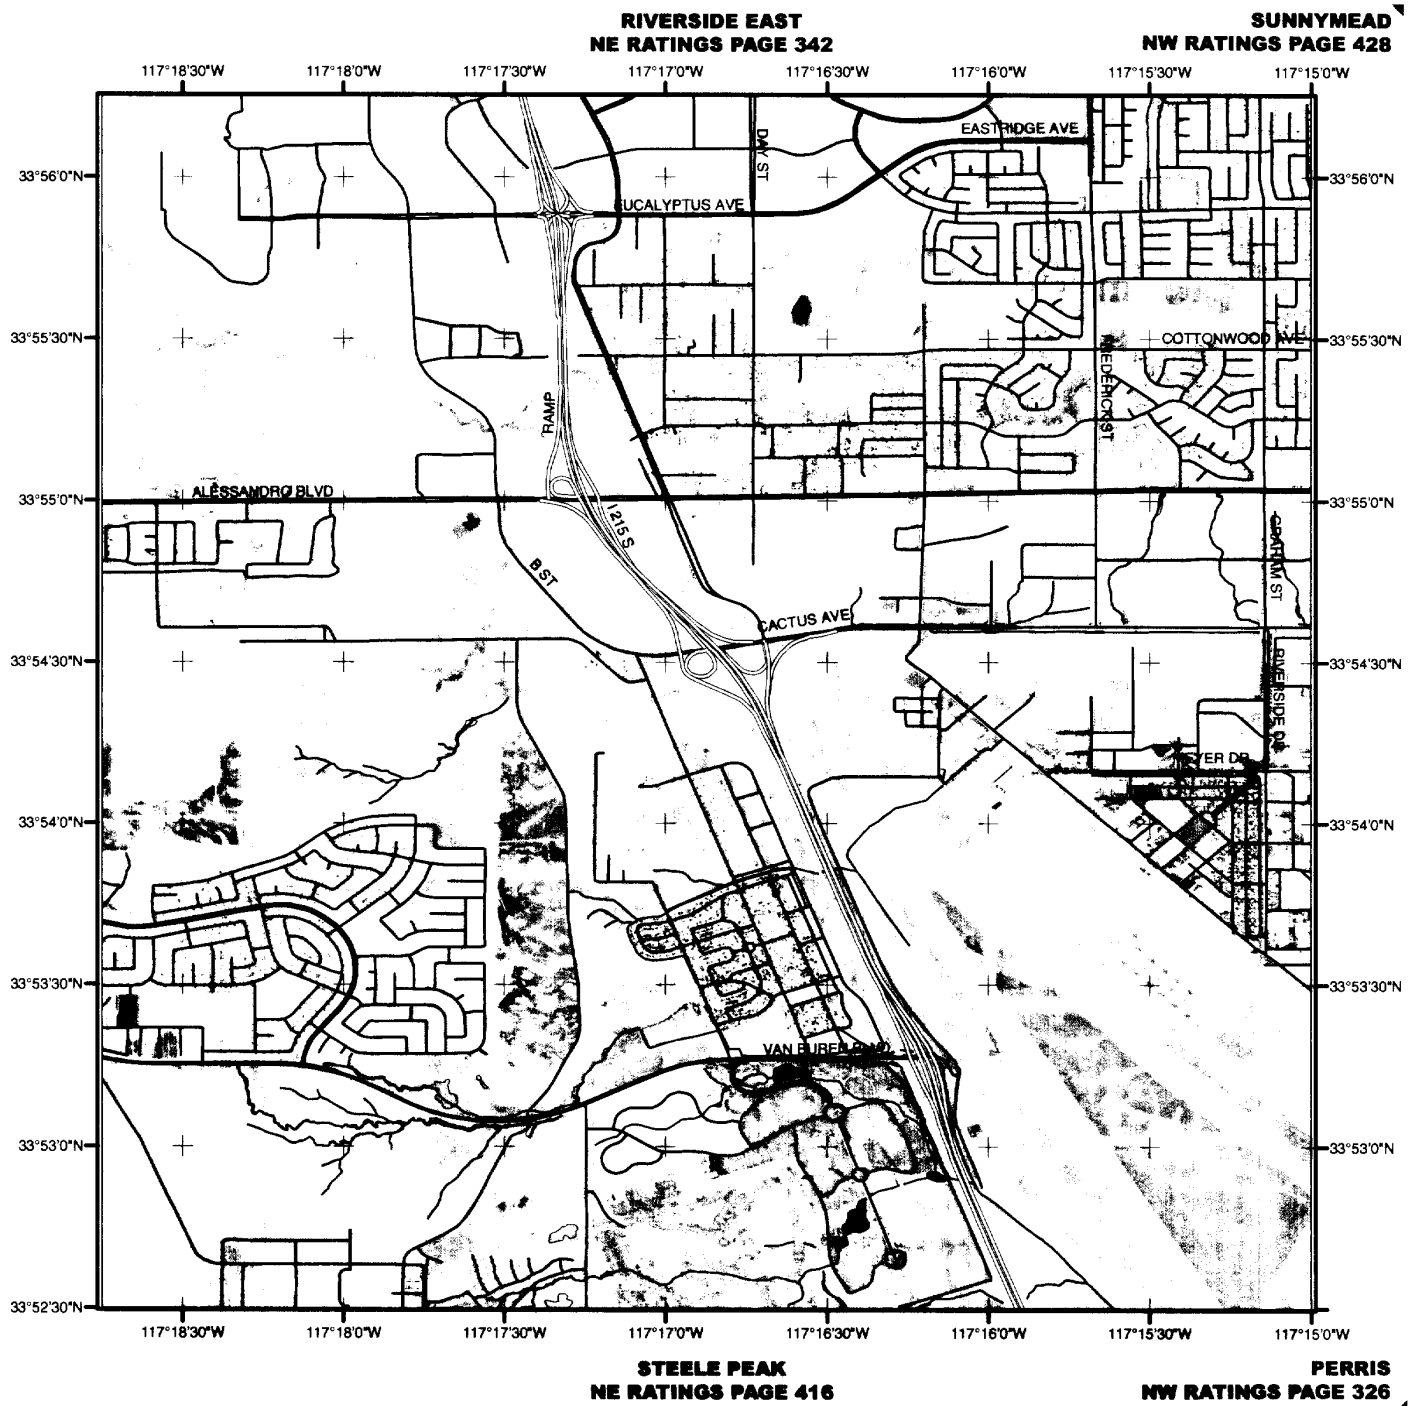 RIVERSIDE EAST
NE RATINGS PAGE 342
SUNNYMEAD
NW RATINGS PAGE 428
117°18'30"W 117°18'0"W 117°17'30"W 117°17'0"W 117°16'30"W 117°16'0"W 117°15'30"W 117°15'0"W
EASTRIDGE AVE
DAY ST
33°56'0"N 33°56'0"N
EUCALYPTUS AVE
33°55'30"N 33°55'30"N
COTTONWOOD AVE
RAMP
33°55'0"N 33°55'0"N
ALESSANDRO BLVD
I 215 S
GRAHAM ST
B ST
CACTUS AVE
33°54'30"N 33°54'30"N
RIVERSIDE DR
33°54'0"N 33°54'0"N
33°53'30"N 33°53'30"N
VAN BUREN
33°53'0"N 33°53'0"N
33°52'30"N
117°18'30"W 117°18'0"W 117°17'30"W 117°17'0"W 117°16'30"W 117°16'0"W 117°15'30"W 117°15'0"W
STEELE PEAK
NE RATINGS PAGE 416
PERRIS
NW RATINGS PAGE 326